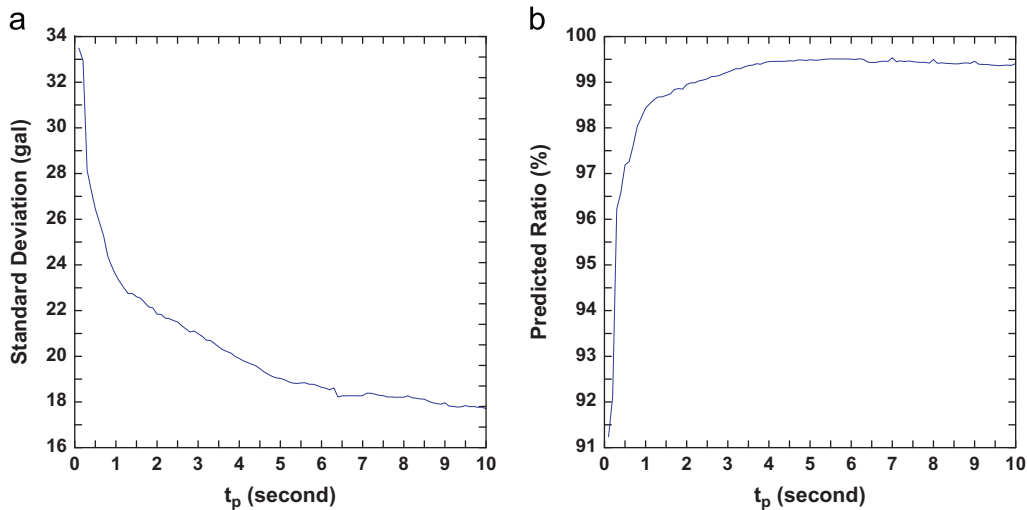 a
34
32
30
28
26
24
22
20
18
16
Standard Deviation (gal)
0 1 2 3 4 5 6 7 8 9 10
tp (second)
b
100
99
98
97
96
95
94
93
92
91
Predicted Ratio (%)
0 1 2 3 4 5 6 7 8 9 10
tp (second)